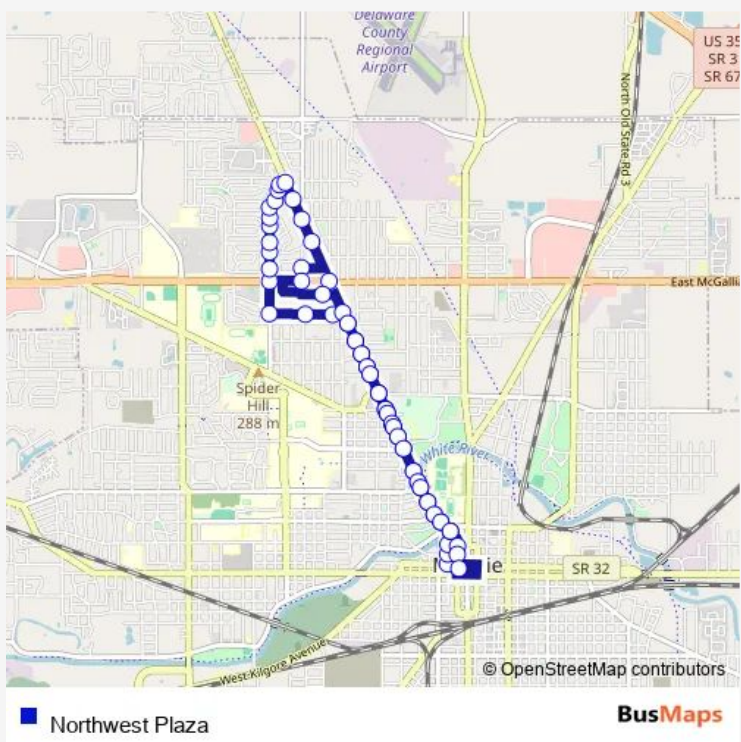 Delaware
County
Regional
Airport
US 35
SR 3
SR 67
North Old State Rd 3
East McGalli
Spider
Hill
288 m
White River
M
ie
SR 32
West Kilgore Avenue
© OpenStreetMap contributors
Northwest Plaza
BusMaps